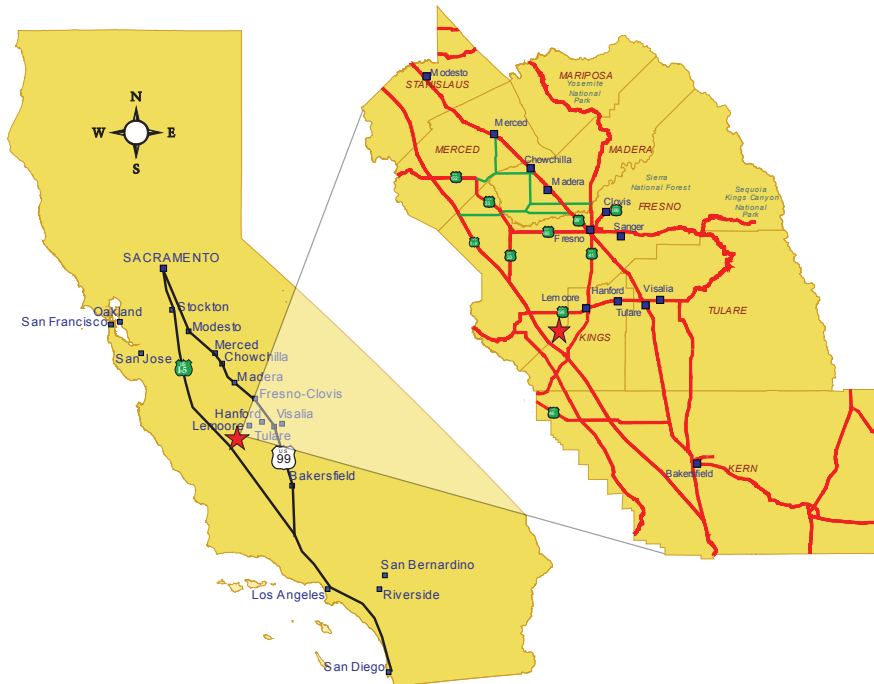 N
W
E
S
SACRAMENTO
Stockton
Oakland
San Francisco
Modesto
San Jose
Merced
Chowchilla
I-5
Madera
Fresno-Clovis
Hanford
Visalia
Lemoore
Tulare
US
99
Bakersfield
San Bernardino
Los Angeles
Riverside
San Diego
Modesto
STANISLAUS
MARIPOSA
Yosemite
National
Park
Merced
MERCED
MADERA
Chowchilla
Madera
Sierra
National Forest
Sequoia
Kings Canyon
National
Park
Clovis
FRESNO
Fresno
Sanger
Lemoore
Hanford
Visalia
Tulare
TULARE
KINGS
Bakersfield
KERN